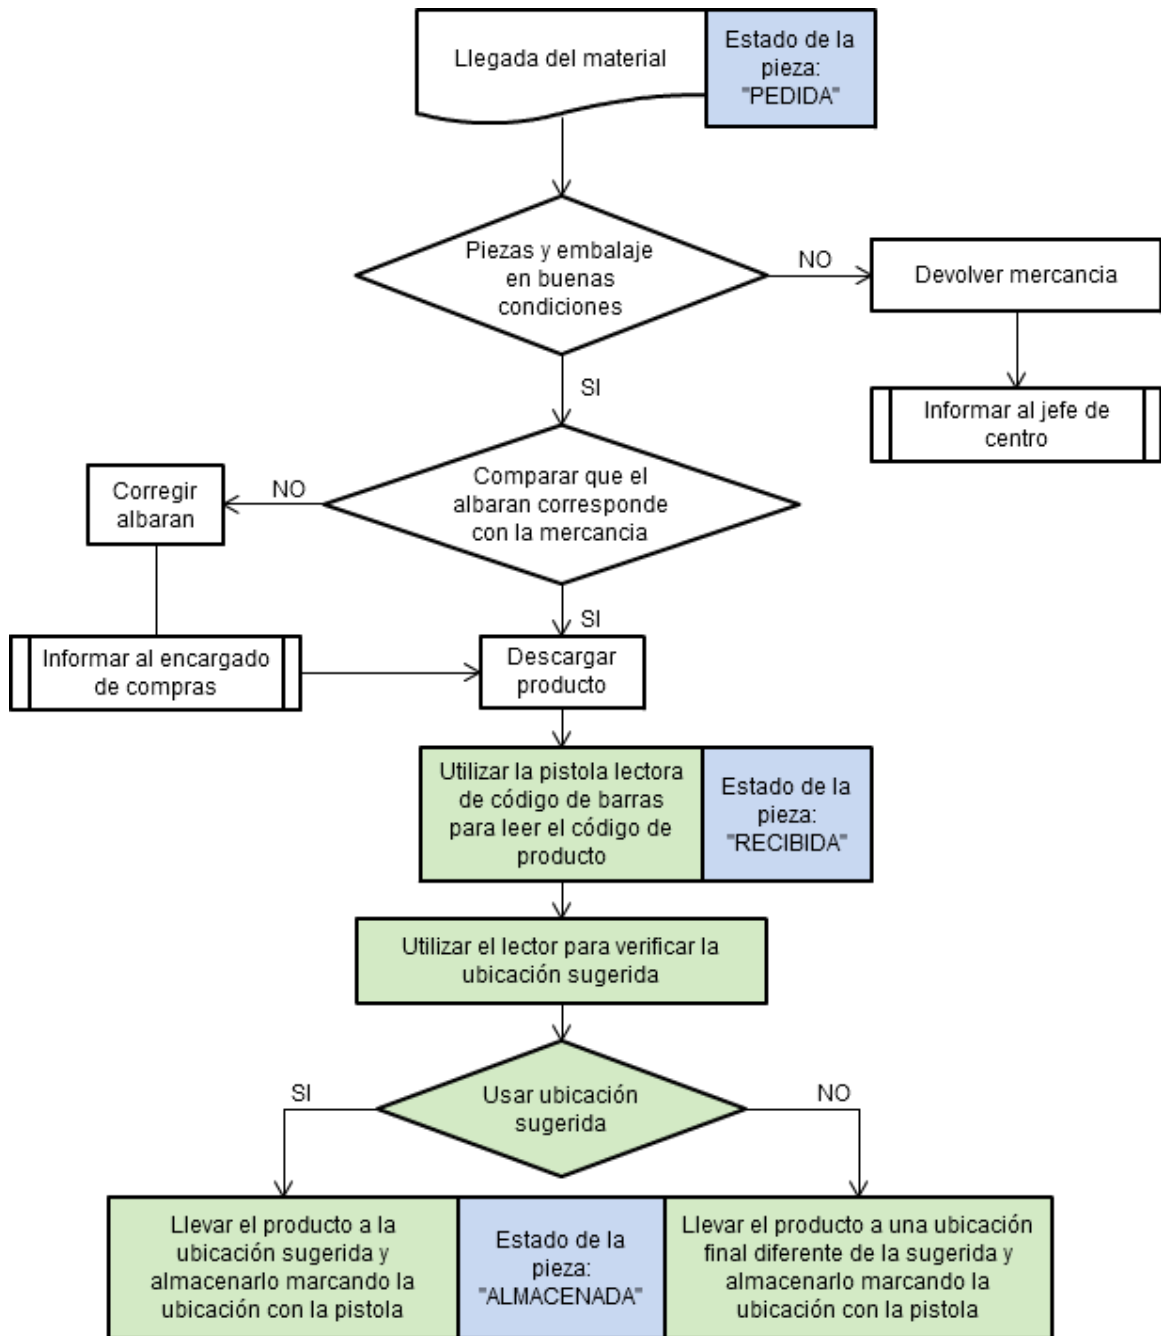 Llegada del material
Estado de la
pieza:
"PEDIDA"
Piezas y embalaje
en buenas
condiciones
NO
Devolver mercancia
SI
Informar al jefe de
centro
Comparar que el
albaran corresponde
con la mercancia
NO
Corregir
albaran
SI
Informar al encargado
de compras
Descargar
producto
Utilizar la pistola lectora
de código de barras
para leer el código de
producto
Estado de la
pieza:
"RECIBIDA"
Utilizar el lector para verificar la
ubicación sugerida
Usar ubicación
sugerida
SI
NO
Llevar el producto a la
ubicación sugerida y
almacenarlo marcando la
ubicación con la pistola
Estado de la
pieza:
"ALMACENADA"
Llevar el producto a una ubicación
final diferente de la sugerida y
almacenarlo marcando la
ubicación con la pistola